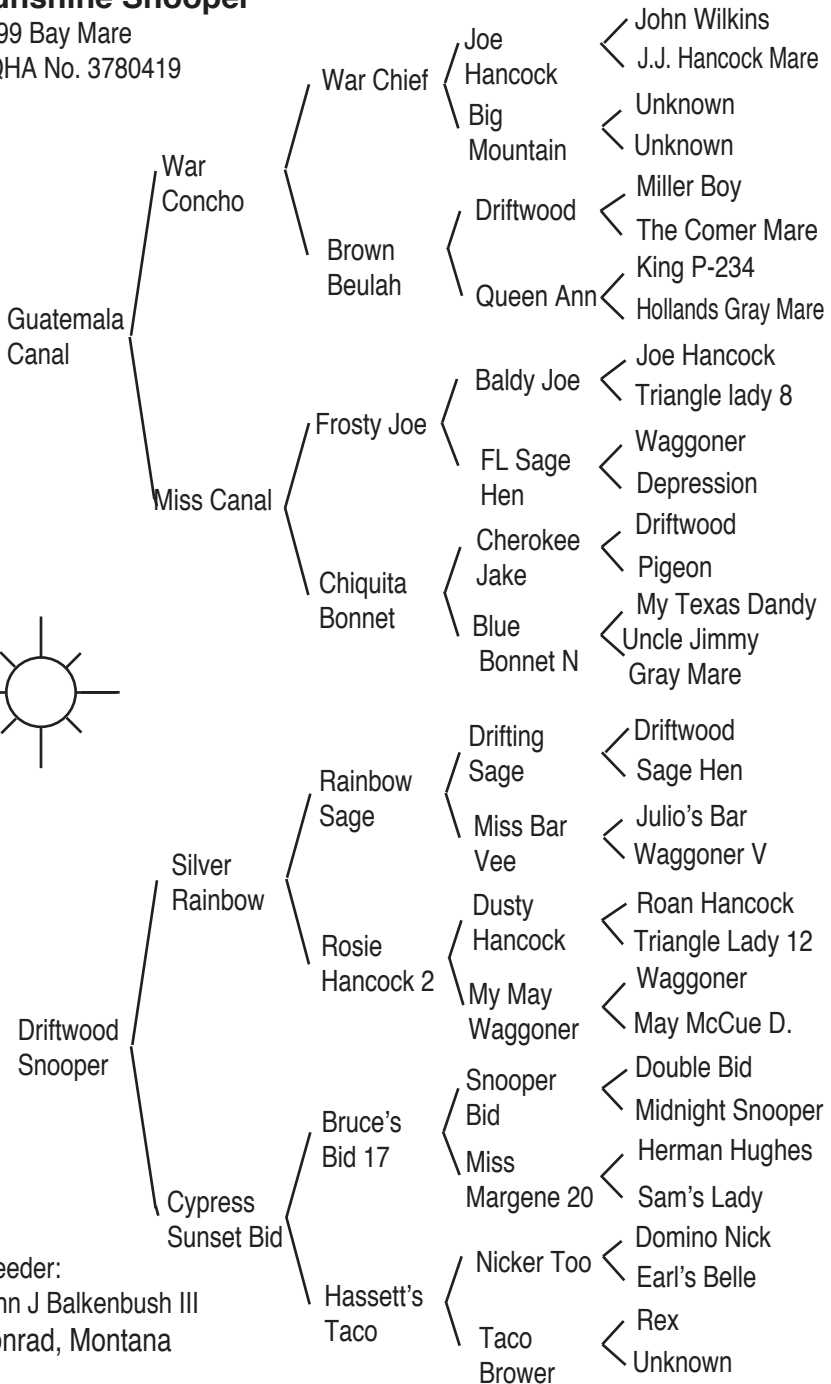 unshine Snooper
99 Bay Mare
QHA No. 3780419
Guatemala
Canal
Driftwood
Snooper
War
Concho
Miss Canal
Silver
Rainbow
Cypress
Sunset Bid
War Chief
Brown
Beulah
Frosty Joe
Chiquita
Bonnet
Rainbow
Sage
Rosie
Hancock 2
Bruce's
Bid 17
Hassett's
Taco
Joe
Hancock
Big
Mountain
Driftwood
Queen Ann
Baldy Joe
FL Sage
Hen
Cherokee
Jake
Blue
Bonnet N
Drifting
Sage
Miss Bar
Vee
Dusty
Hancock
My May
Waggoner
Snooper
Bid
Miss
Margene 20
Nicker Too
Taco
Brower
John Wilkins
J.J. Hancock Mare
Unknown
Unknown
Miller Boy
The Comer Mare
King P-234
Hollands Gray Mare
Joe Hancock
Triangle lady 8
Waggoner
Depression
Driftwood
Pigeon
My Texas Dandy
Uncle Jimmy
Gray Mare
Driftwood
Sage Hen
Julio's Bar
Waggoner V
Roan Hancock
Triangle Lady 12
Waggoner
May McCue D.
Double Bid
Midnight Snooper
Herman Hughes
Sam's Lady
Domino Nick
Earl's Belle
Rex
Unknown
eeder:
nn J Balkenbush III
onrad, Montana